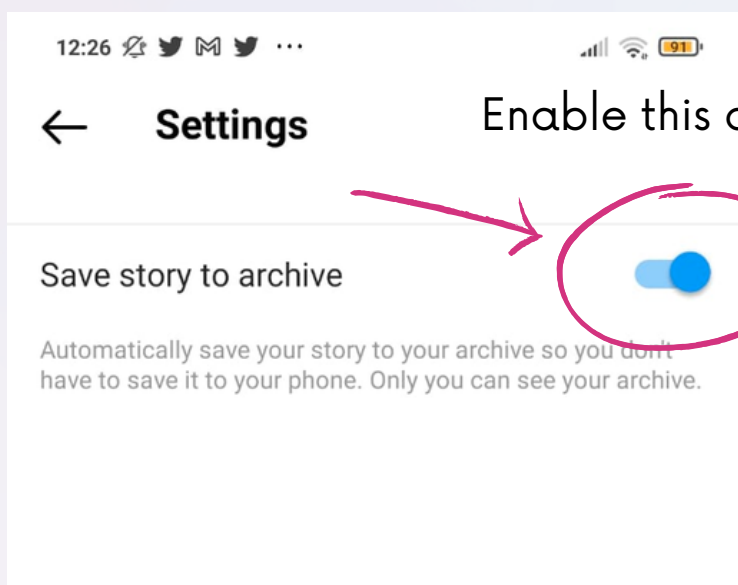 12:26 91
Settings
Enable this
Save story to archive
Automatically save your story to your archive so you don't
have to save it to your phone. Only you can see your archive.